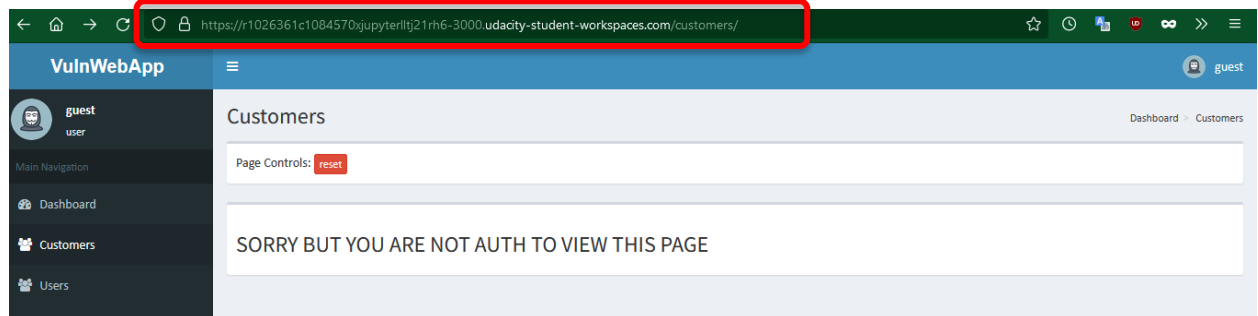 https://r1026361c1084570xjupyterlltj21rh6-3000.udacity-student-workspaces.com/customers/
VulnWebApp
guest
guest
user
Customers
Dashboard > Customers
Main Navigation
Page Controls: reset
Dashboard
Customers
SORRY BUT YOU ARE NOT AUTH TO VIEW THIS PAGE
Users